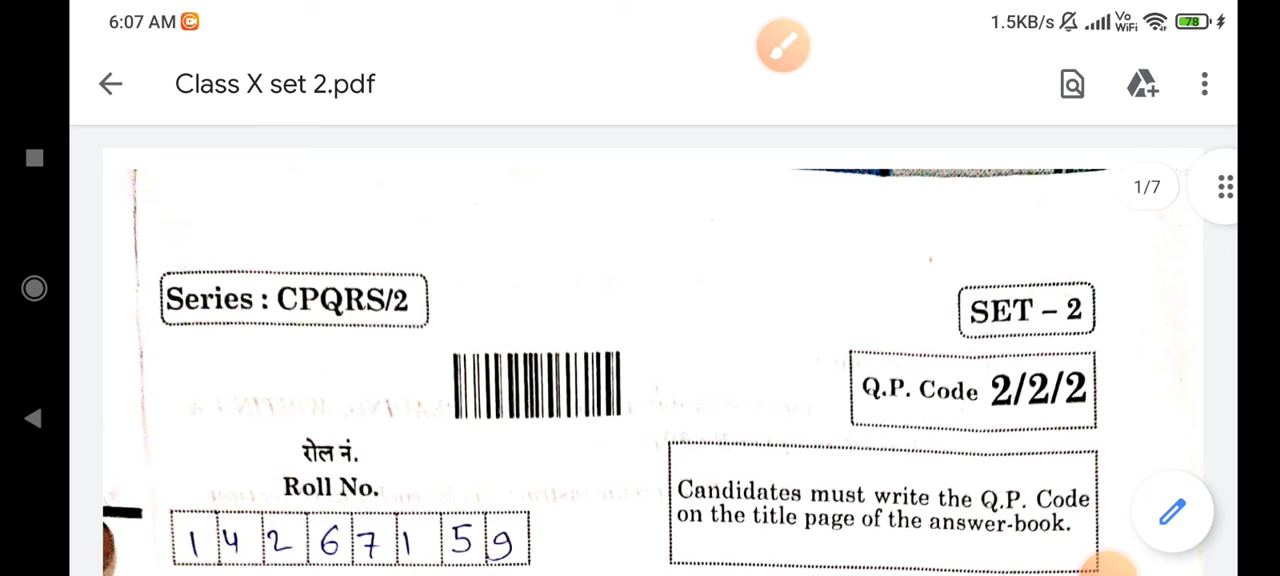 6:07 AM
1.5KB/s Vo WiFi 78
Class X set 2.pdf
1/7
Series : CPQRS/2
SET – 2
Q.P. Code 2/2/2
रोल नं.
Roll No.
1 4 2 6 7 1 5 9
Candidates must write the Q.P. Code
on the title page of the answer-book.